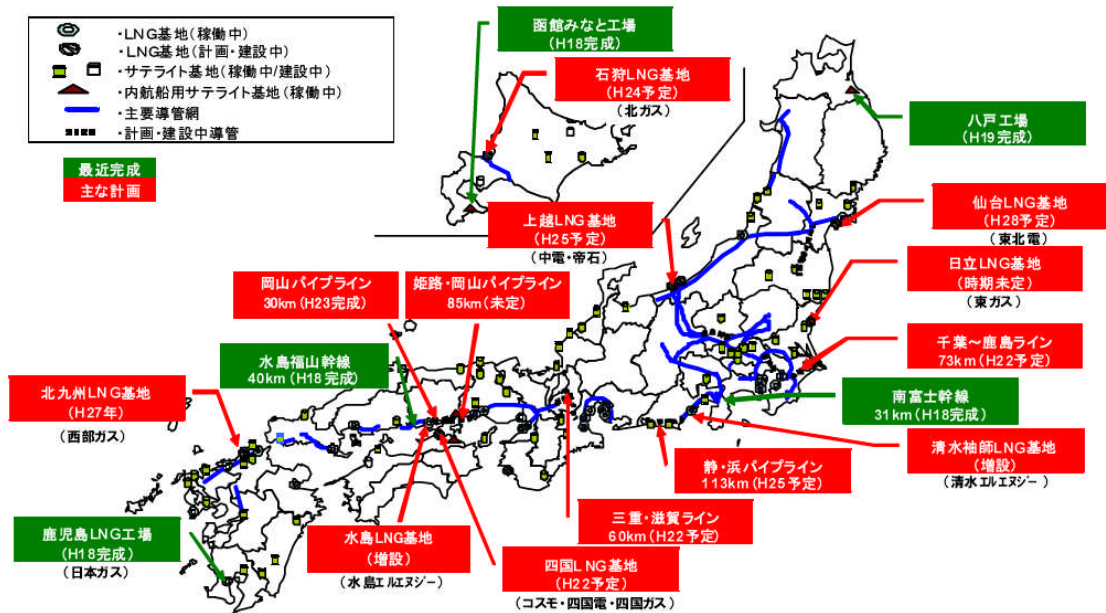 ・LNG基地(稼働中)
・LNG基地(計画・建設中)
・サテライト基地(稼働中/建設中)
・内航船用サテライト基地(稼働中)
・主要導管網
・計画・建設中導管
最近完成
主な計画
函館みなと工場
(H18完成)
石狩LNG基地
(H24予定)
(北ガス)
八戸工場
(H19完成)
上越LNG基地
(H25予定)
(中電・帝石)
仙台LNG基地
(H28予定)
(東北電)
日立LNG基地
(時期未定)
(東ガス)
岡山パイプライン
30km(H23完成)
姫路・岡山パイプライン
85km(未定)
千葉~鹿島ライン
73km(H22予定)
水島福山幹線
40km(H18完成)
北九州LNG基地
(H27年)
(西部ガス)
南富士幹線
31km(H18完成)
清水袖師LNG基地
(増設)
(清水エルエヌジー)
静・浜パイプライン
113km(H25予定)
三重・滋賀ライン
60km(H22予定)
鹿児島LNG工場
(H18完成)
(日本ガス)
水島LNG基地
(増設)
(水島エルエヌジー)
四国LNG基地
(H22予定)
(コスモ・四国電・四国ガス)